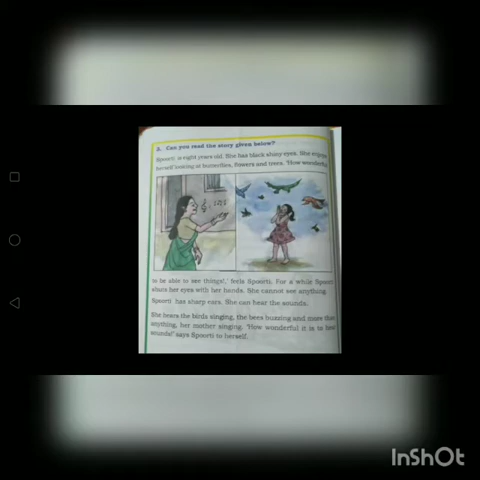 3. Can you read the story given below?
Spoorti is eight years old. She has black shiny eyes. She enjoys
herself looking at butterflies, flowers and trees. 'How wonderful
to be able to see things!,' feels Spoorti. For a while Spoorti
shuts her eyes with her hands. She cannot see anything.
Spoorti has sharp ears. She can hear the sounds.
She hears the birds singing, the bees buzzing and more than
anything, her mother singing. 'How wonderful it is to hear
sounds!' says Spoorti to herself.
InShOt